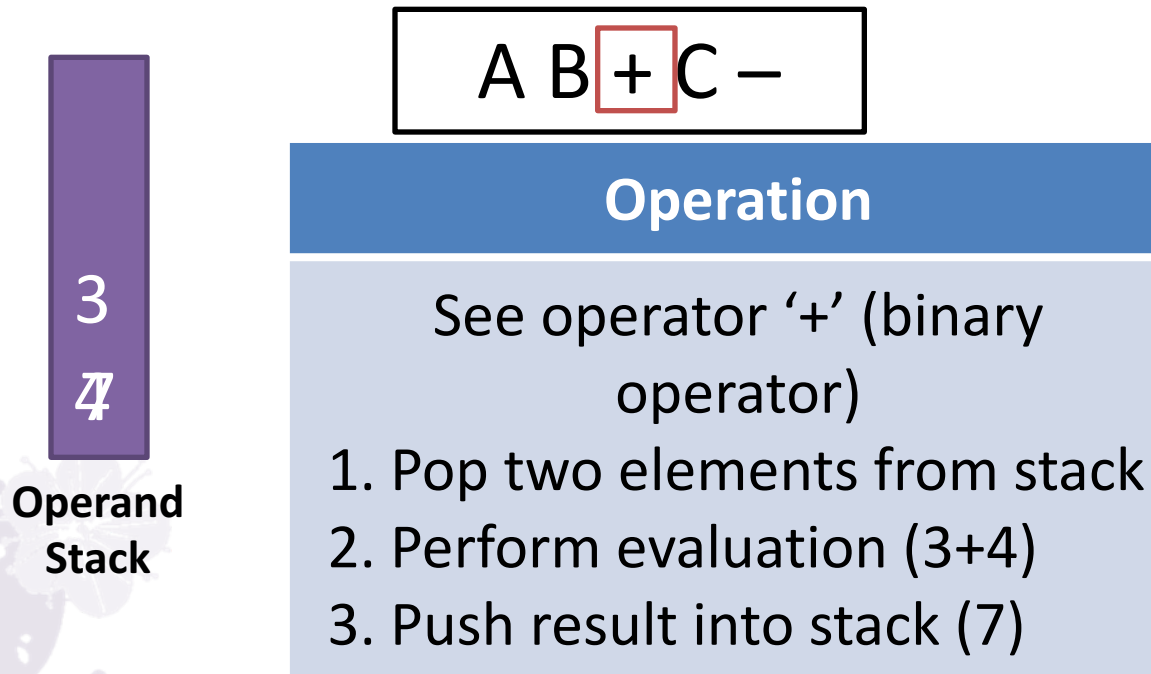 A B + C –
Operation
3
4
7
Operand
Stack
See operator ‘+’ (binary
operator)
1. Pop two elements from stack
2. Perform evaluation (3+4)
3. Push result into stack (7)